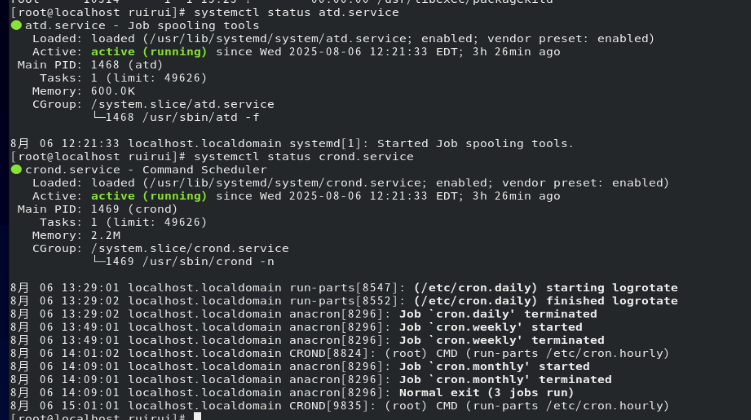 [root@localhost ruirui]# systemctl status atd.service
●atd.service - Job spooling tools
Loaded: loaded (/usr/lib/systemd/system/atd.service; enabled; vendor preset: enabled)
Active: active (running) since Wed 2025-08-06 12:21:33 EDT; 3h 26min ago
Main PID: 1468 (atd)
Tasks: 1 (limit: 49626)
Memory: 600.0K
CGroup: /system.slice/atd.service
└─1468 /usr/sbin/atd -f
8月 06 12:21:33 localhost.localdomain systemd[1]: Started Job spooling tools.
[root@localhost ruirui]# systemctl status crond.service
●crond.service - Command Scheduler
Loaded: loaded (/usr/lib/systemd/system/crond.service; enabled; vendor preset: enabled)
Active: active (running) since Wed 2025-08-06 12:21:33 EDT; 3h 26min ago
Main PID: 1469 (crond)
Tasks: 1 (limit: 49626)
Memory: 2.2M
CGroup: /system.slice/crond.service
└─1469 /usr/sbin/crond -n
8月 06 13:29:01 localhost.localdomain run-parts[8547]: (/etc/cron.daily) starting logrotate
8月 06 13:29:02 localhost.localdomain run-parts[8552]: (/etc/cron.daily) finished logrotate
8月 06 13:29:02 localhost.localdomain anacron[8296]: Job `cron.daily' terminated
8月 06 13:49:01 localhost.localdomain anacron[8296]: Job `cron.weekly' started
8月 06 13:49:01 localhost.localdomain anacron[8296]: Job `cron.weekly' terminated
8月 06 14:01:02 localhost.localdomain CROND[8824]: (root) CMD (run-parts /etc/cron.hourly)
8月 06 14:09:01 localhost.localdomain anacron[8296]: Job `cron.monthly' started
8月 06 14:09:01 localhost.localdomain anacron[8296]: Job `cron.monthly' terminated
8月 06 14:09:01 localhost.localdomain anacron[8296]: Normal exit (3 jobs run)
8月 06 15:01:01 localhost.localdomain CROND[9835]: (root) CMD (run-parts /etc/cron.hourly)
[root@localhost ruirui]#